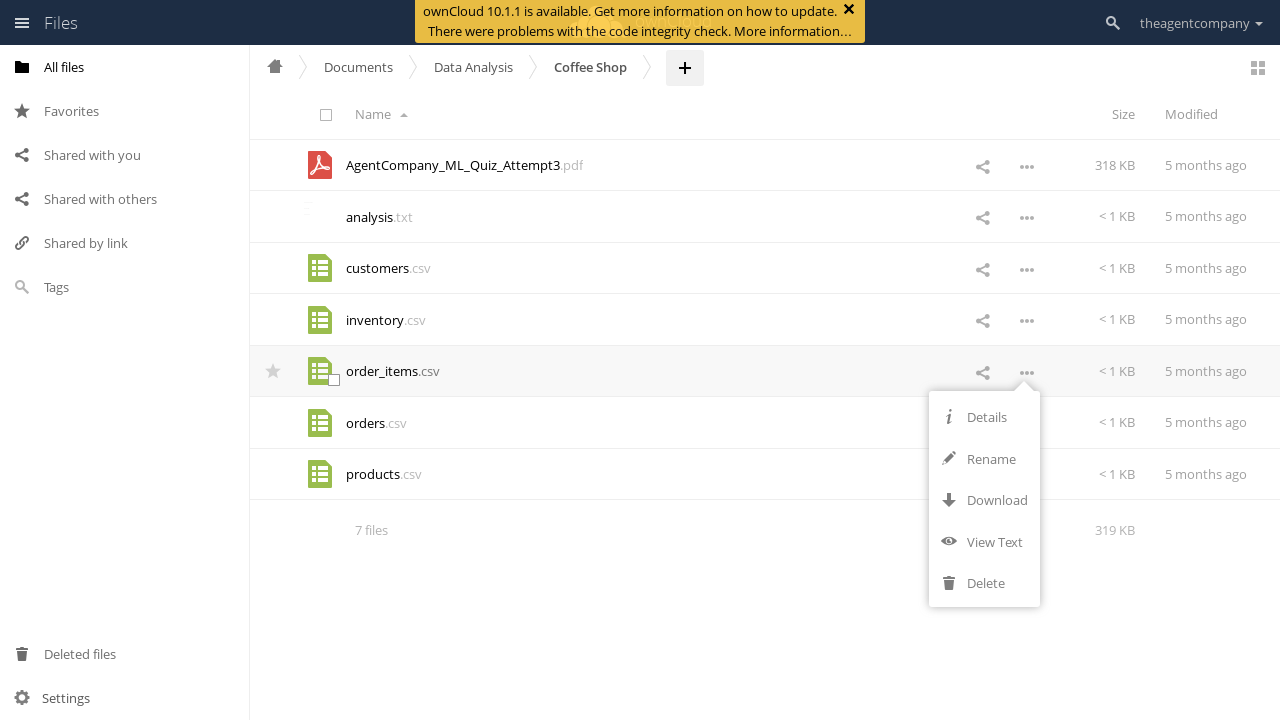 Files
ownCloud 10.1.1 is available. Get more information on how to update.
There were problems with the code integrity check. More information…
theagentcompany
All files
Favorites
Shared with you
Shared with others
Shared by link
Tags
Deleted files
Settings
Documents
Data Analysis
Coffee Shop
Name
Size
Modified
AgentCompany_ML_Quiz_Attempt3.pdf 318 KB 5 months ago
analysis.txt < 1 KB 5 months ago
customers.csv < 1 KB 5 months ago
inventory.csv < 1 KB 5 months ago
order_items.csv < 1 KB 5 months ago
orders.csv < 1 KB 5 months ago
products.csv < 1 KB 5 months ago
7 files 319 KB
Details
Rename
Download
View Text
Delete